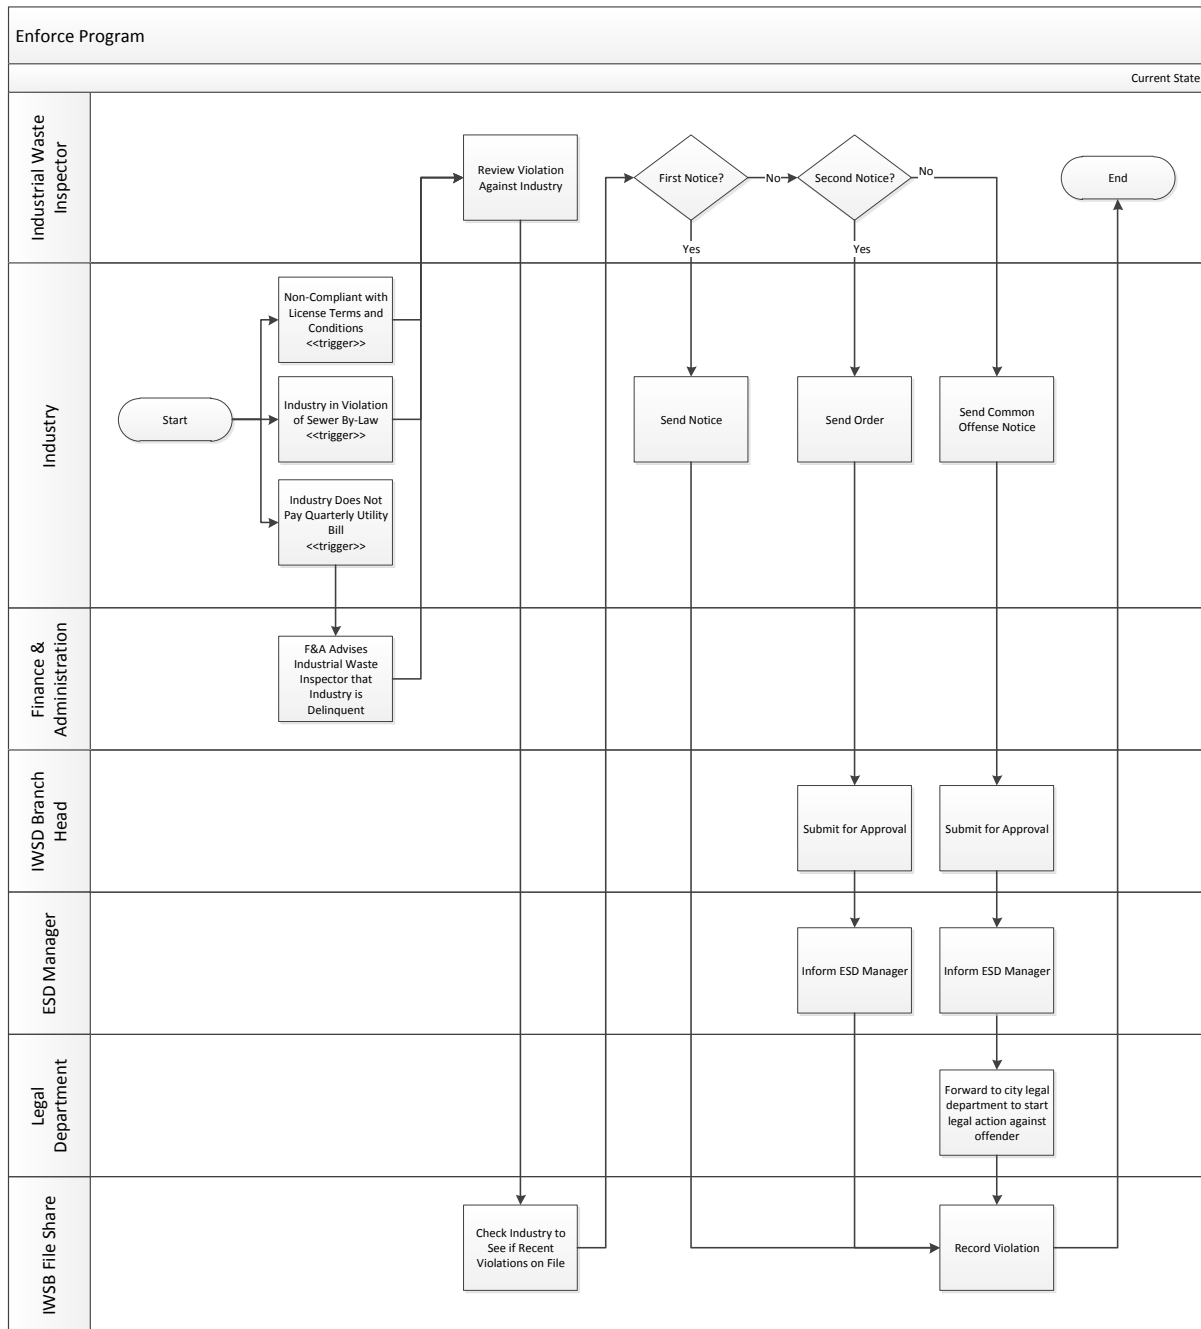 Enforce Program
Current State
Industrial Waste
Inspector
Review Violation
Against Industry
First Notice?
No
Second Notice?
No
End
Yes
Yes
Industry
Start
Non-Compliant with
License Terms and
Conditions
<<trigger>>
Industry in Violation
of Sewer By-Law
<<trigger>>
Industry Does Not
Pay Quarterly Utility
Bill
<<trigger>>
Send Notice
Send Order
Send Common
Offense Notice
Finance &
Administration
F&A Advises
Industrial Waste
Inspector that
Industry is
Delinquent
IWSD Branch
Head
Submit for Approval
Submit for Approval
ESD Manager
Inform ESD Manager
Inform ESD Manager
Legal
Department
Forward to city legal
department to start
legal action against
offender
IWSB File Share
Check Industry to
See if Recent
Violations on File
Record Violation